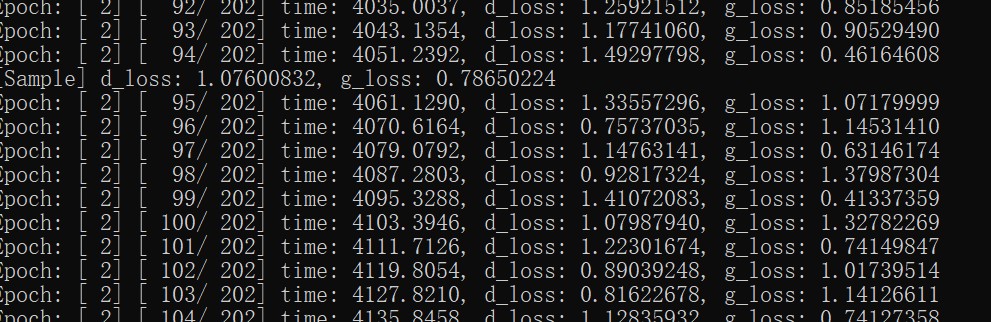 Epoch: [ 2] [ 92/ 202] time: 4035.0037, d_loss: 1.25921512, g_loss: 0.85185456
Epoch: [ 2] [ 93/ 202] time: 4043.1354, d_loss: 1.17741060, g_loss: 0.90529490
Epoch: [ 2] [ 94/ 202] time: 4051.2392, d_loss: 1.49297798, g_loss: 0.46164608
[Sample] d_loss: 1.07600832, g_loss: 0.78650224
Epoch: [ 2] [ 95/ 202] time: 4061.1290, d_loss: 1.33557296, g_loss: 1.07179999
Epoch: [ 2] [ 96/ 202] time: 4070.6164, d_loss: 0.75737035, g_loss: 1.14531410
Epoch: [ 2] [ 97/ 202] time: 4079.0792, d_loss: 1.14763141, g_loss: 0.63146174
Epoch: [ 2] [ 98/ 202] time: 4087.2803, d_loss: 0.92817324, g_loss: 1.37987304
Epoch: [ 2] [ 99/ 202] time: 4095.3288, d_loss: 1.41072083, g_loss: 0.41337359
Epoch: [ 2] [ 100/ 202] time: 4103.3946, d_loss: 1.07987940, g_loss: 1.32782269
Epoch: [ 2] [ 101/ 202] time: 4111.7126, d_loss: 1.22301674, g_loss: 0.74149847
Epoch: [ 2] [ 102/ 202] time: 4119.8054, d_loss: 0.89039248, g_loss: 1.01739514
Epoch: [ 2] [ 103/ 202] time: 4127.8210, d_loss: 0.81622678, g_loss: 1.14126611
Epoch: [ 2] [ 104/ 202] time: 4135.8458, d_loss: 1.12835932, g_loss: 0.74127358